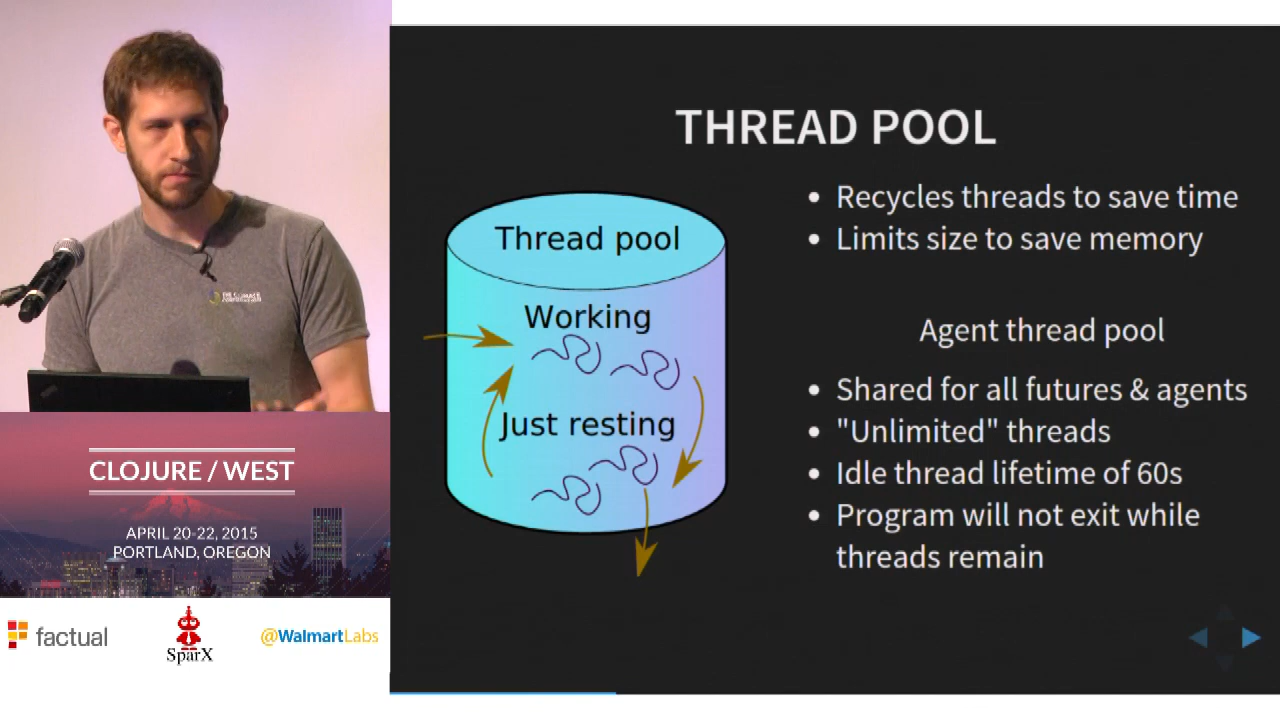 THREAD POOL
Thread pool
Working
Just resting
• Recycles threads to save time
• Limits size to save memory
Agent thread pool
• Shared for all futures & agents
• "Unlimited" threads
• Idle thread lifetime of 60s
• Program will not exit while
threads remain
CLOJURE / WEST
APRIL 20-22, 2015
PORTLAND, OREGON
factual
SparX
@WalmartLabs